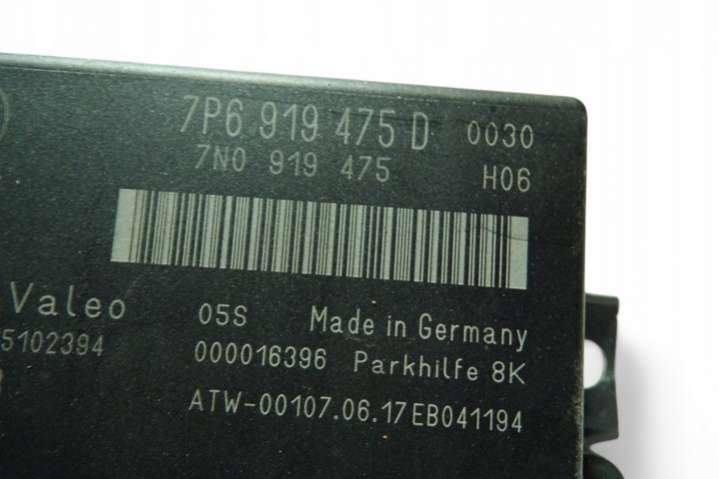 7P6 919 475 D 0030
7N0 919 475 H06
Valeo 05S Made in Germany
5102394 000016396 Parkhilfe 8K
ATW-00107.06.17EB041194